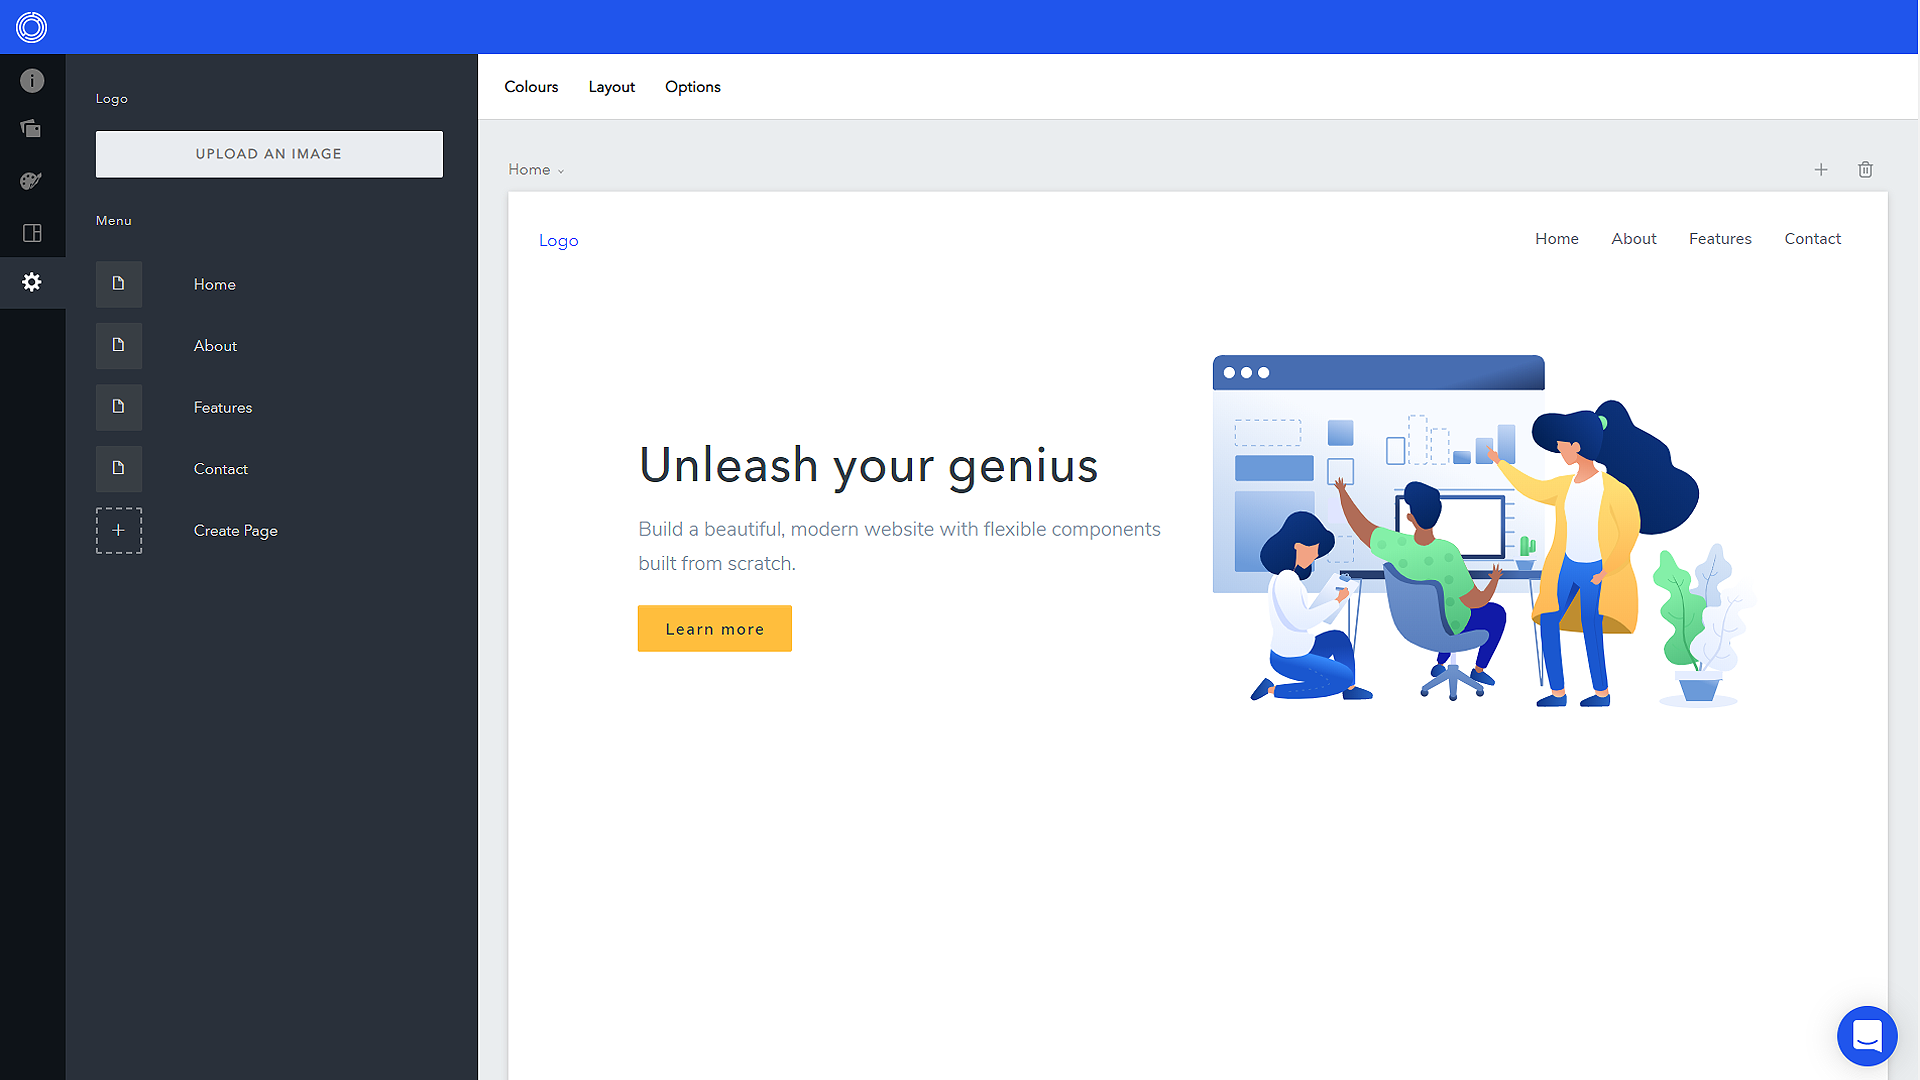 Colours Layout Options
Logo
UPLOAD AN IMAGE
Menu
Home
About
Features
Contact
Create Page
Home
Logo
Home About Features Contact
Unleash your genius
Build a beautiful, modern website with flexible components
built from scratch.
Learn more